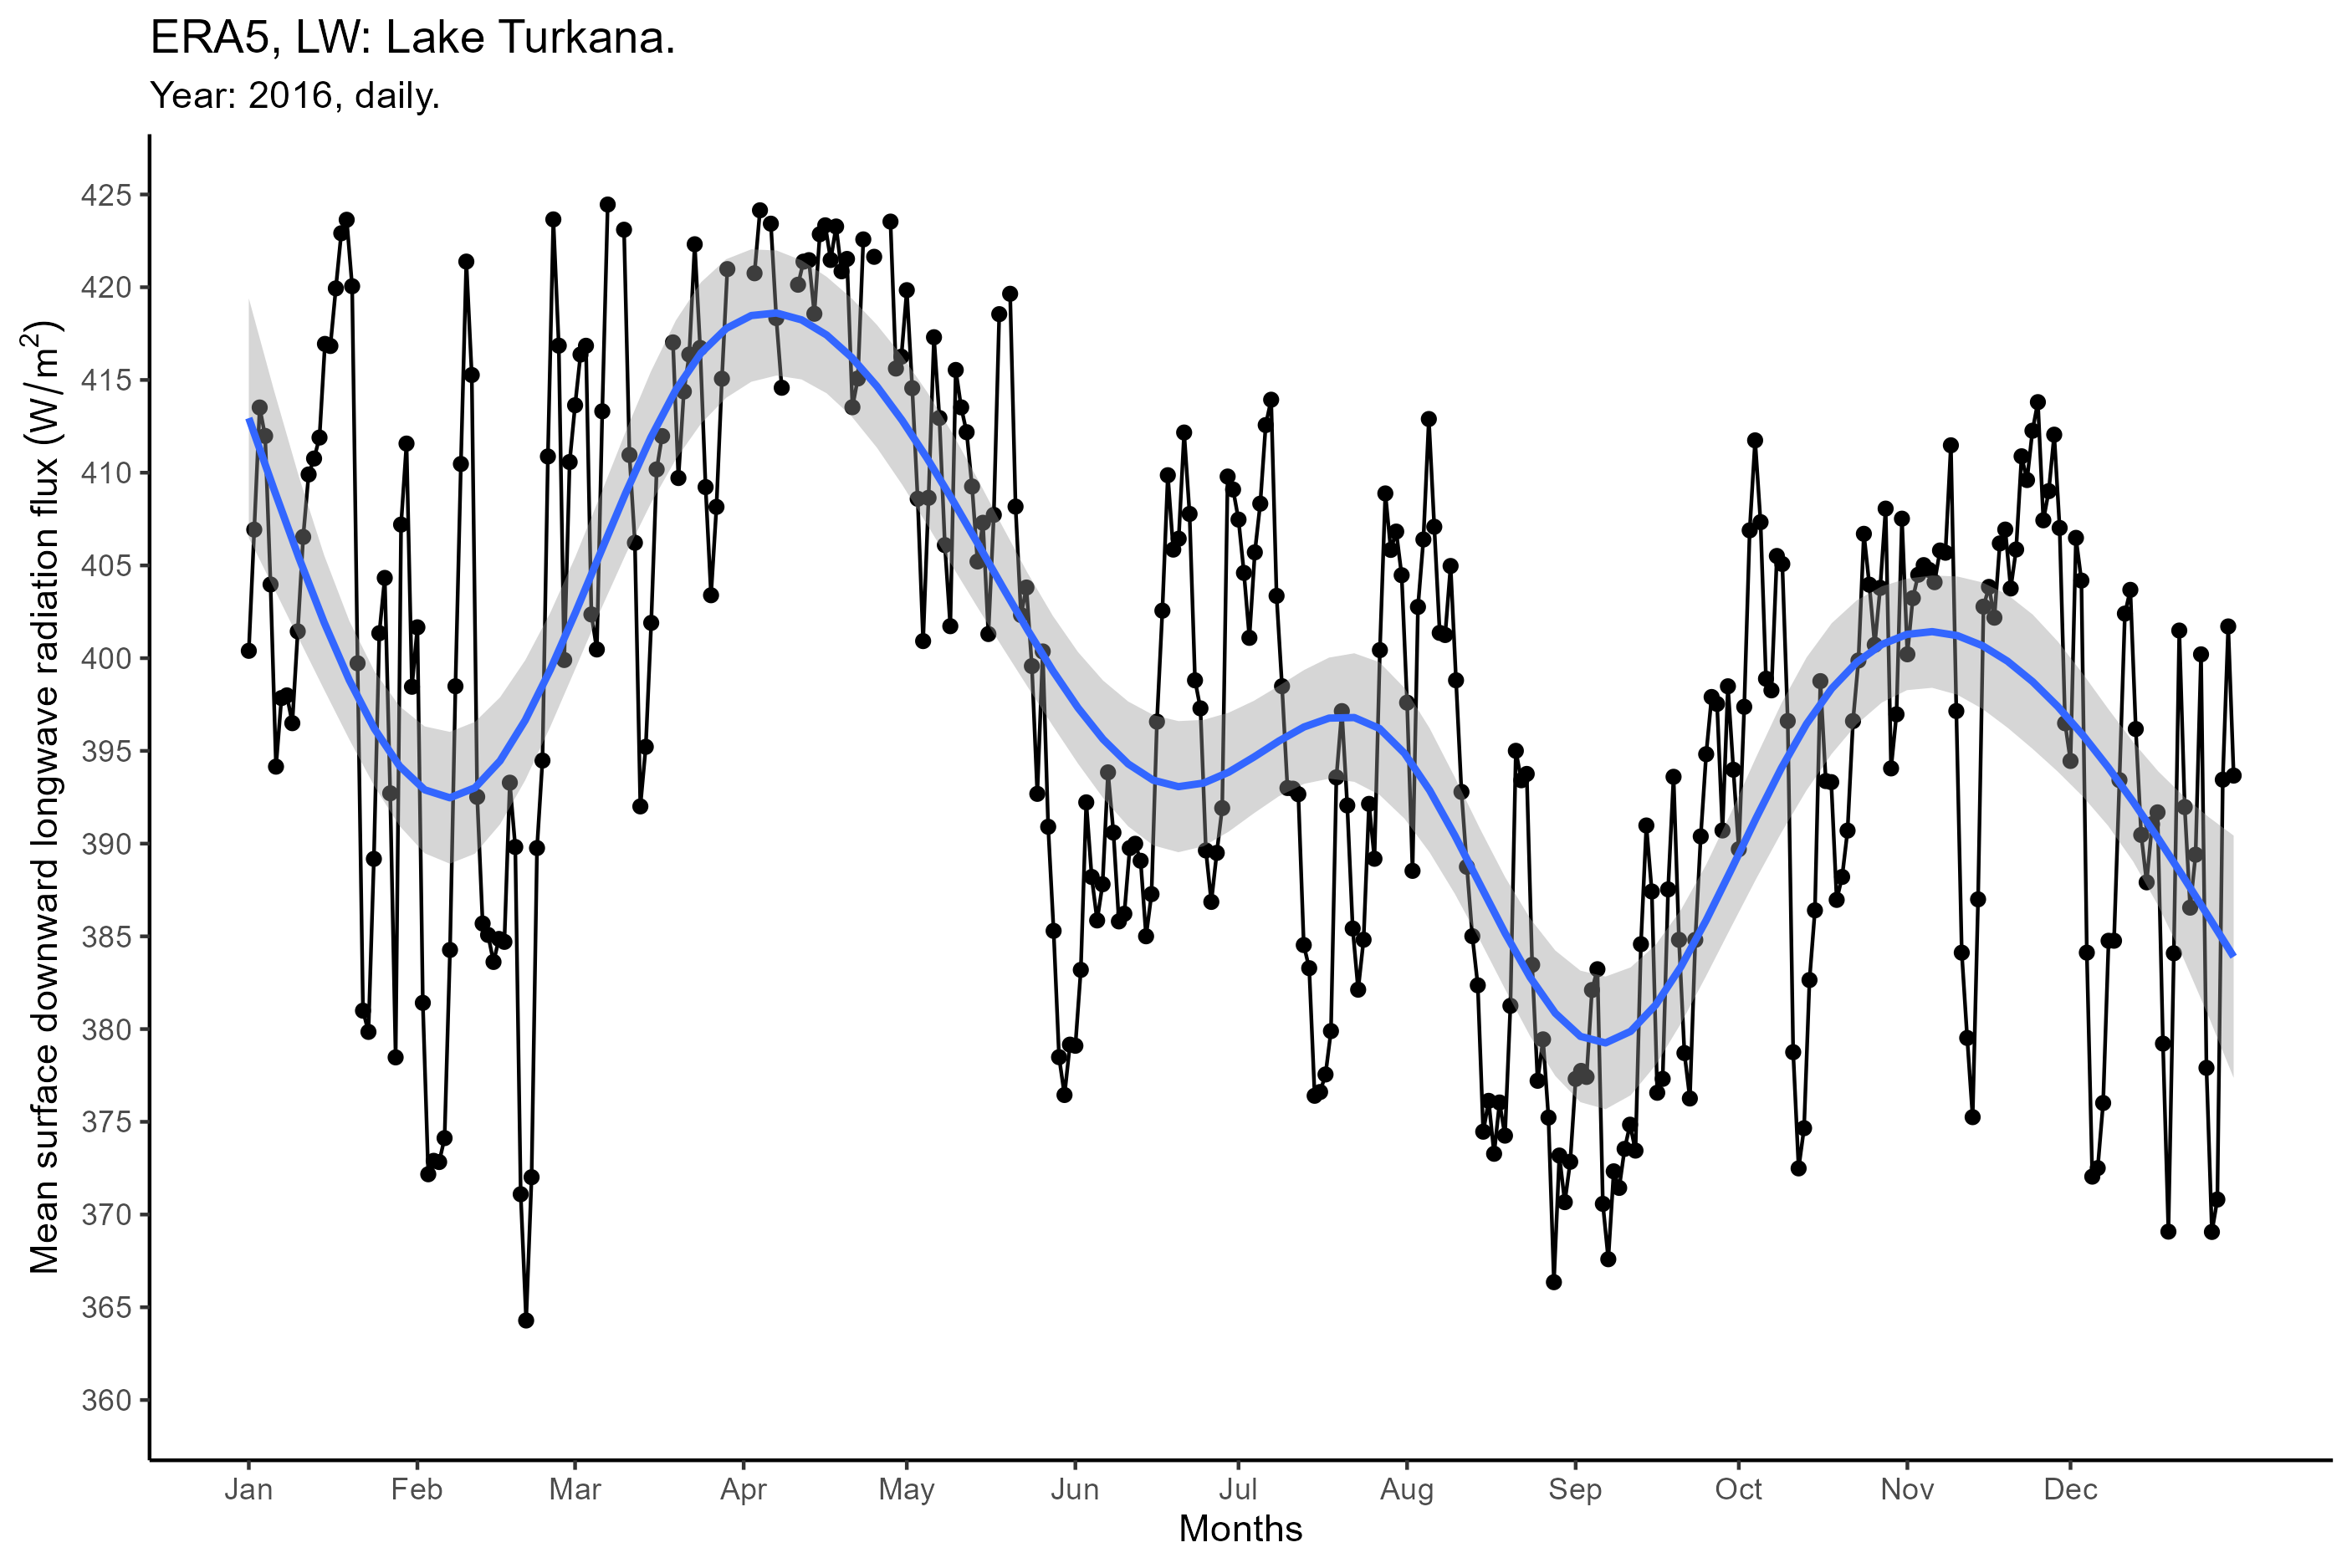 ERA5, LW: Lake Turkana.
Year: 2016, daily.
Mean surface downward longwave radiation flux (W/m²)
425
420
415
410
405
400
395
390
385
380
375
370
365
360
Jan Feb Mar Apr May Jun Jul Aug Sep Oct Nov Dec
Months